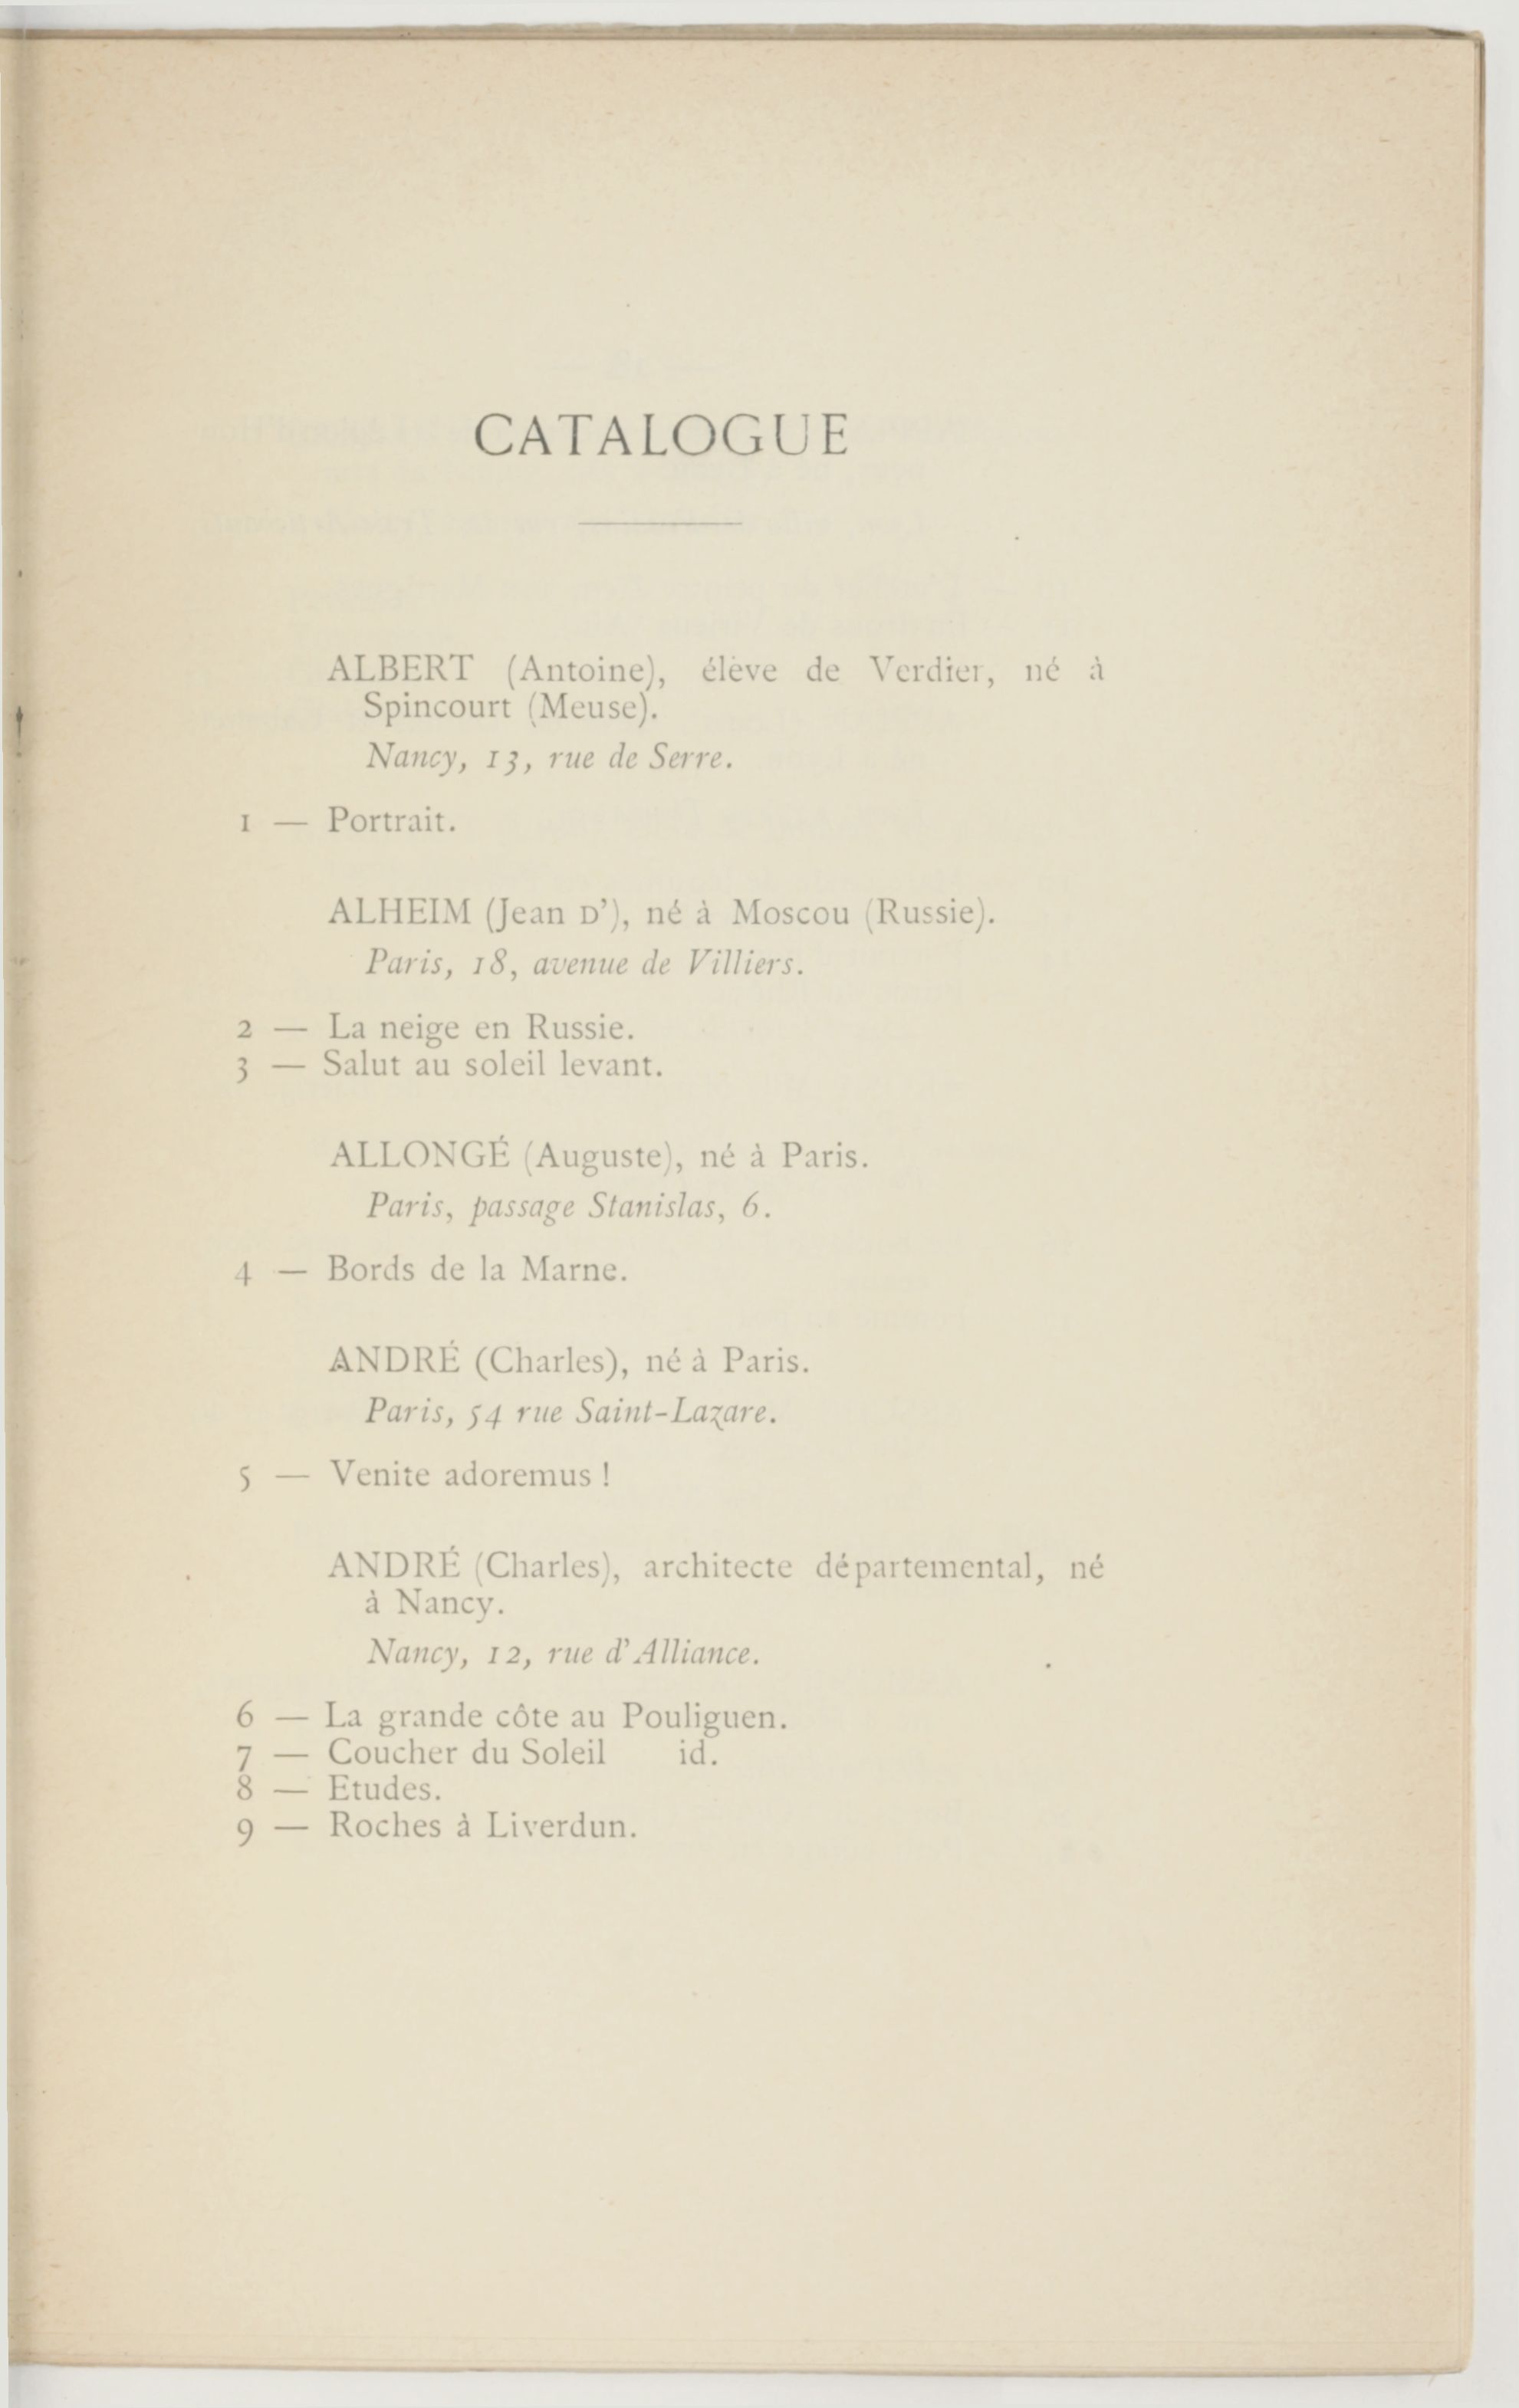 CATALOGUE
ALBERT (Antoine), élève de Verdier, né à
Spincourt (Meuse).
Nancy, 13, rue de Serre.
1 — Portrait.
ALHEIM (Jean D'), né à Moscou (Russie).
Paris, 18, avenue de Villiers.
2 — La neige en Russie.
3 — Salut au soleil levant.
ALLONGÉ (Auguste), né à Paris.
Paris, passage Stanislas, 6.
4 — Bords de la Marne.
ANDRÉ (Charles), né à Paris.
Paris, 54 rue Saint-Lazare.
5 — Venite adoremus !
ANDRÉ (Charles), architecte départemental, né
à Nancy.
Nancy, 12, rue d'Alliance.
6 — La grande côte au Pouliguen.
7 — Coucher du Soleil id.
8 — Etudes.
9 — Roches à Liverdun.